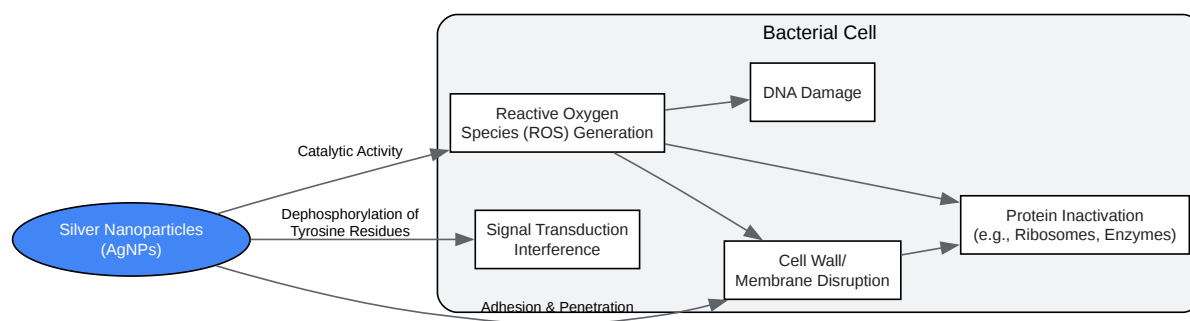 Bacterial Cell
DNA Damage
Reactive Oxygen
Species (ROS) Generation
Catalytic Activity
Dephosphorylation of
Tyrosine Residues
Silver Nanoparticles
(AgNPs)
Signal Transduction
Interference
Protein Inactivation
(e.g., Ribosomes, Enzymes)
Cell Wall/
Membrane Disruption
Adhesion & Penetration